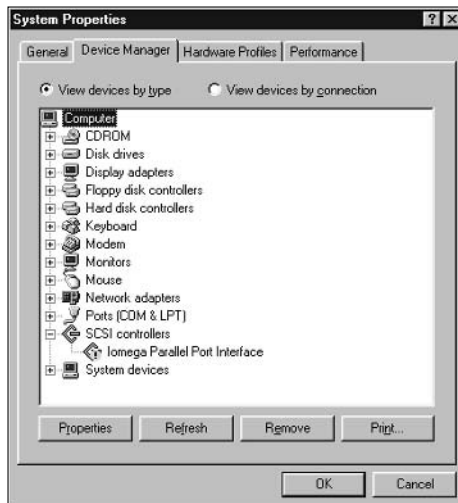 System Properties
General
Device Manager
Hardware Profiles
Performance
View devices by type
View devices by connection
Computer
CDROM
Disk drives
Display adapters
Floppy disk controllers
Hard disk controllers
Keyboard
Modem
Monitors
Mouse
Network adapters
Ports (COM & LPT)
SCSI controllers
Iomega Parallel Port Interface
System devices
Properties
Refresh
Remove
Print...
OK
Cancel